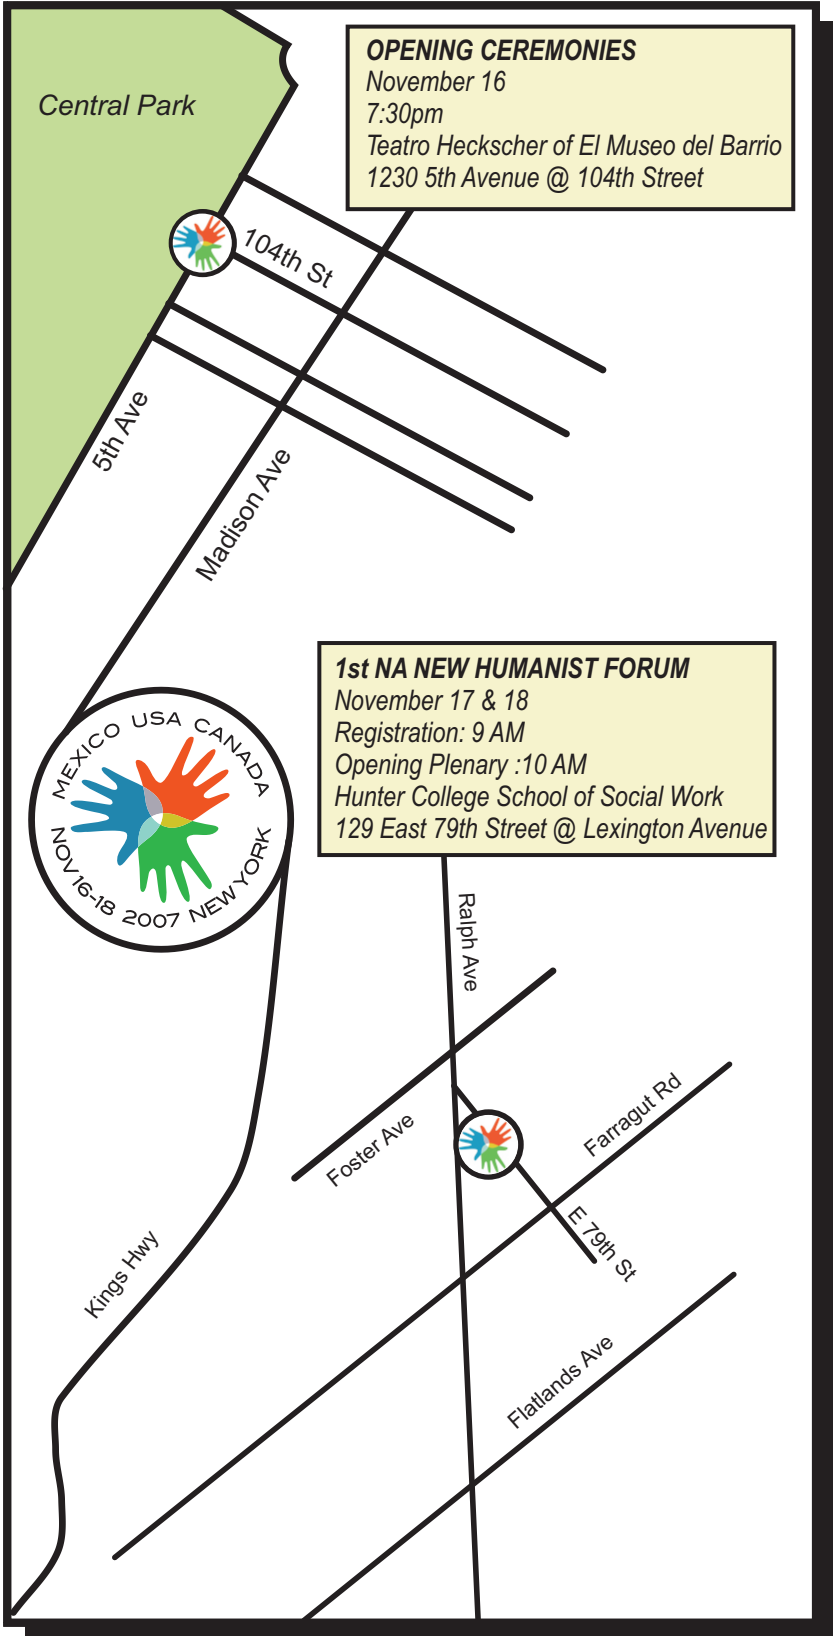 Central Park
OPENING CEREMONIES
November 16
7:30pm
Teatro Heckscher of El Museo del Barrio
1230 5th Avenue @ 104th Street
104th St
5th Ave
Madison Ave
MEXICO USA CANADA
NOV 16-18 2007 NEW YORK
1st NA NEW HUMANIST FORUM
November 17 & 18
Registration: 9 AM
Opening Plenary :10 AM
Hunter College School of Social Work
129 East 79th Street @ Lexington Avenue
Ralph Ave
Foster Ave
Farragut Rd
E 79th St
Kings Hwy
Flatlands Ave